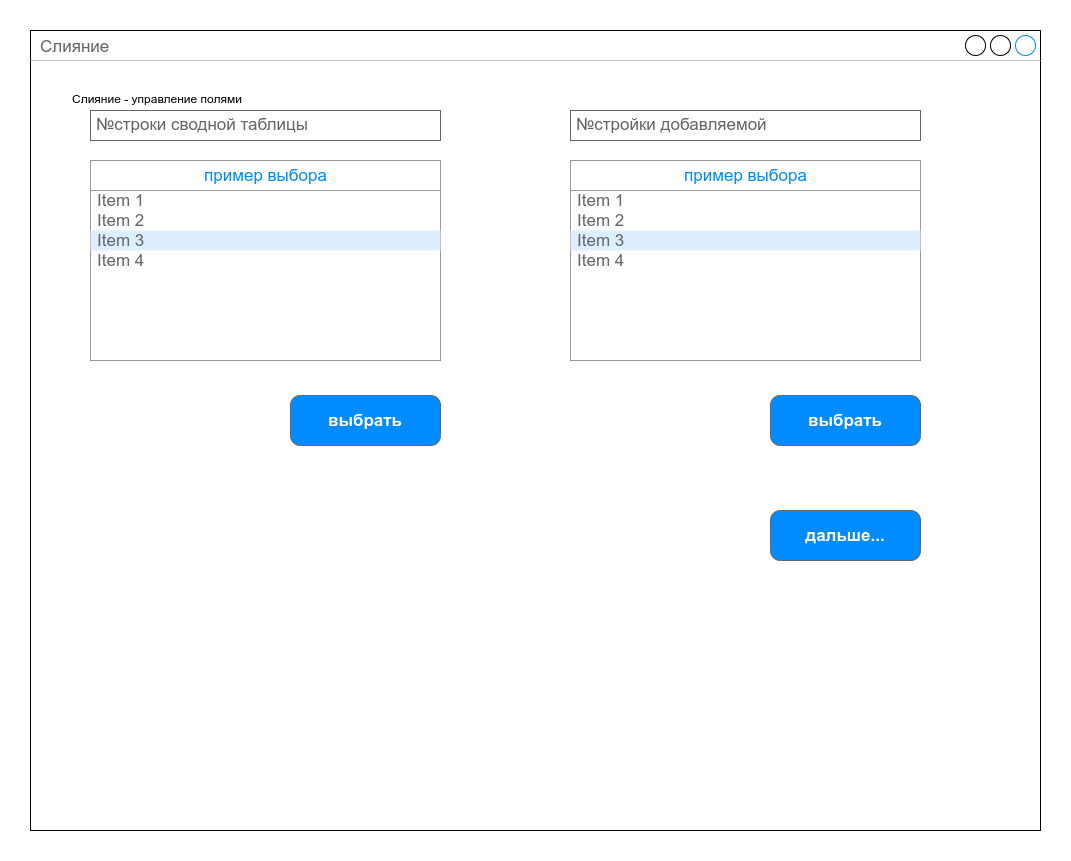 Слияние
Слияние - управление полями
№строки сводной таблицы
№стройки добавляемой
пример выбора
Item 1
Item 2
Item 3
Item 4
пример выбора
Item 1
Item 2
Item 3
Item 4
выбрать
выбрать
дальше...